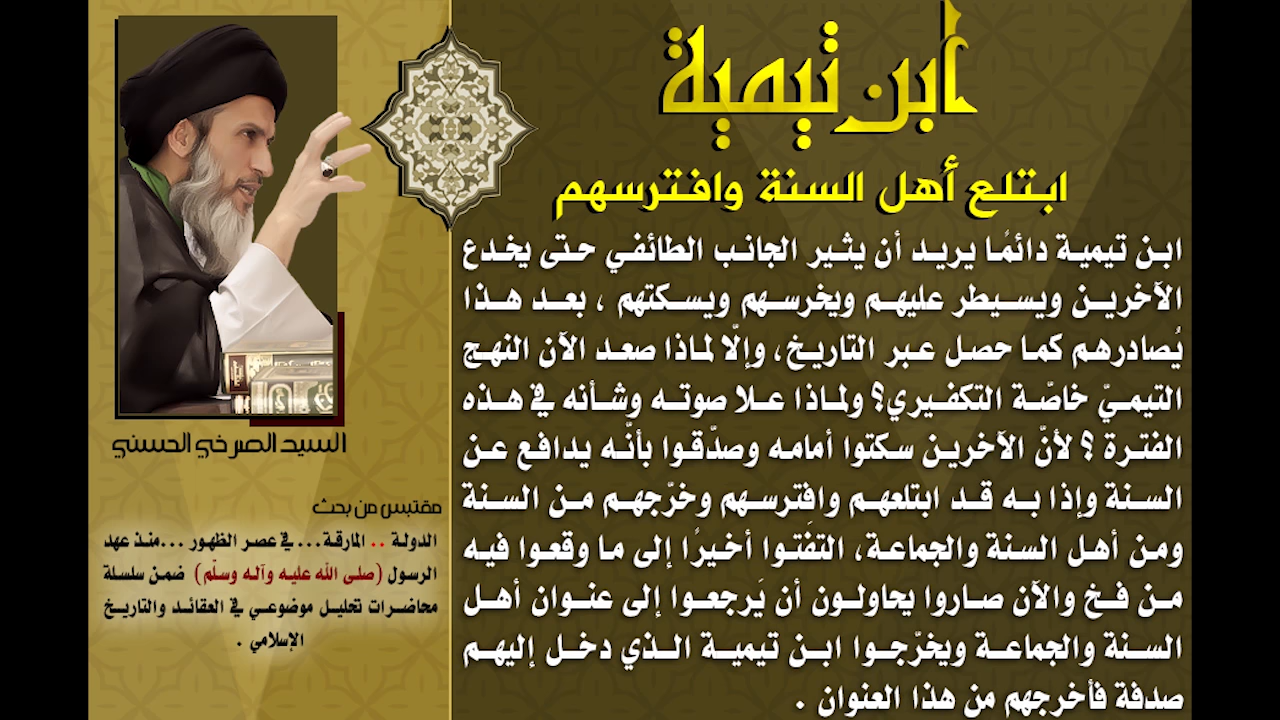 ابن تيمية
ابتلع أهل السنة وافترسهم
ابن تيمية دائمًا يريد أن يثير الجانب الطائفي حتى يخدع
الآخرين ويسيطر عليهم ويخرسهم ويسكتهم ، بعد هذا
يُصادرهم كما حصل عبر التاريخ، وإلّا لماذا صعد الآن النهج
التيميّ خاصّة التكفيري؟ ولماذا علا صوته وشأنه في هذه
الفترة ؟ لأنّ الآخرين سكتوا أمامه وصدّقوا بأنّه يدافع عن
السنة وإذا به قد ابتلعهم وافترسهم وخرّجهم من السنة
ومن أهل السنة والجماعة، التفَتوا أخيرًا إلى ما وقعوا فيه
من فخ والآن صاروا يحاولون أن يَرجعوا إلى عنوان أهل
السنة والجماعة ويخرّجوا ابن تيمية الذي دخل إليهم
صدفة فأخرجهم من هذا العنوان .
السيد الصرخي الحسني
مقتبس من بحث
الدولة .. المارقة...في عصر الظهور ...منذ عهد
الرسول (صلى الله عليه وآله وسلّم) ضمن سلسلة
محاضرات تحليل موضوعي في العقائد والتاريخ
الإسلامي .